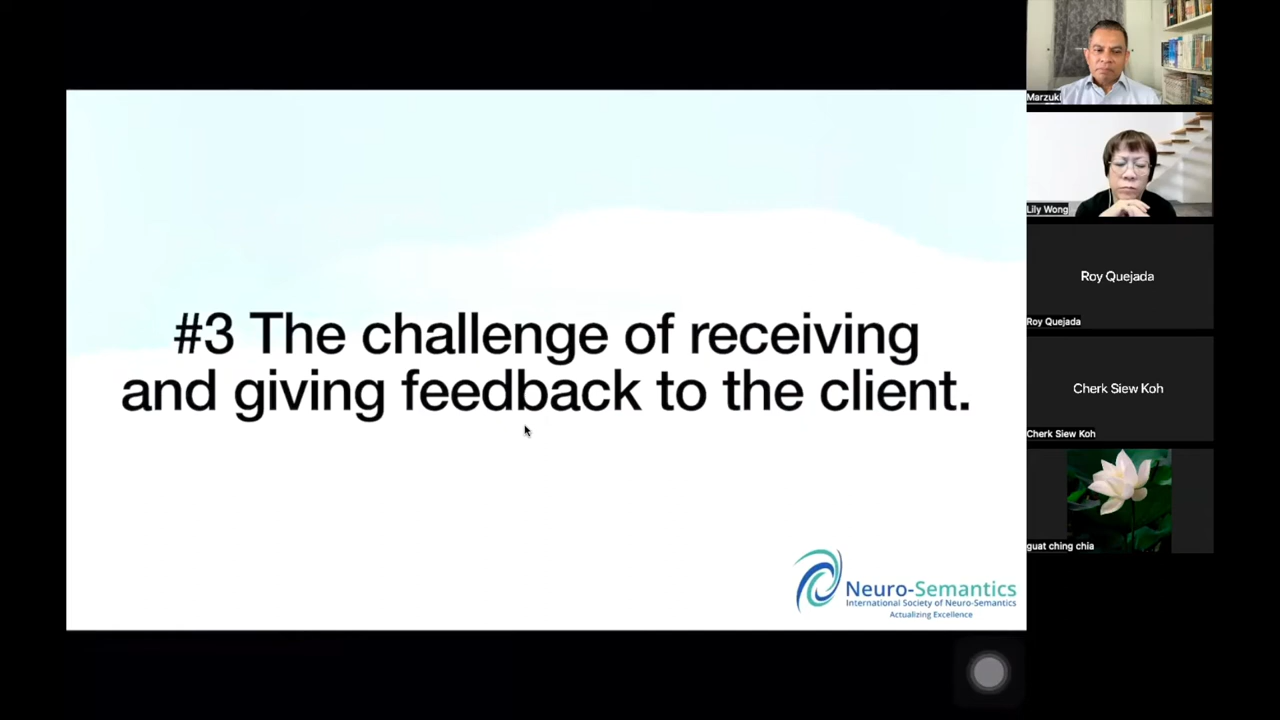 #3 The challenge of receiving
and giving feedback to the client.
Neuro-Semantics
International Society of Neuro-Semantics
Actualizing Excellence
Marzuki
Lily Wong
Roy Quejada
Roy Quejada
Cherk Siew Koh
Cherk Siew Koh
guat ching chia